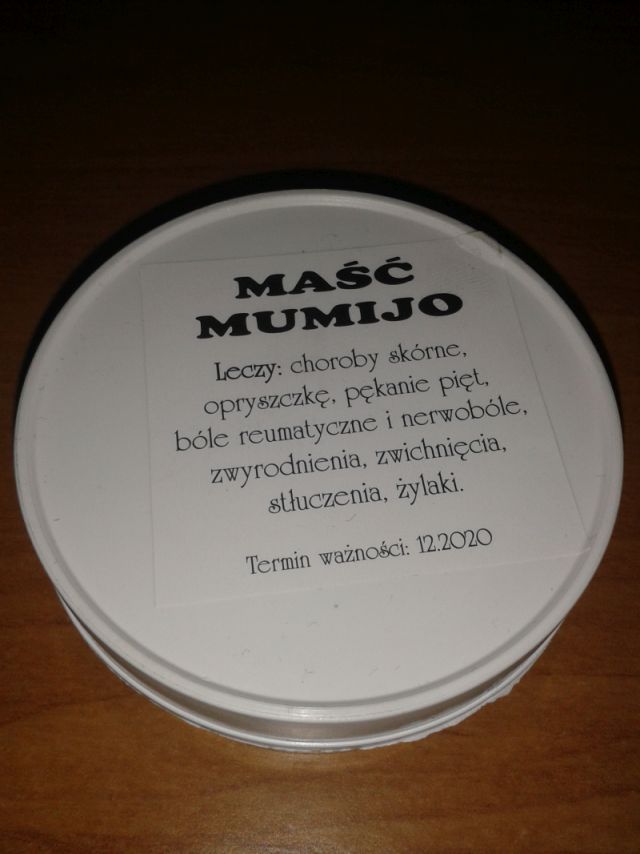 MAŚĆ
MUMIJO
Leczy: choroby skórne,
opryszczkę, pękanie pięt,
bóle reumatyczne i nerwobóle,
zwyrodnienia, zwichnięcia,
stłuczenia, żylaki.
Termin ważności: 12.2020